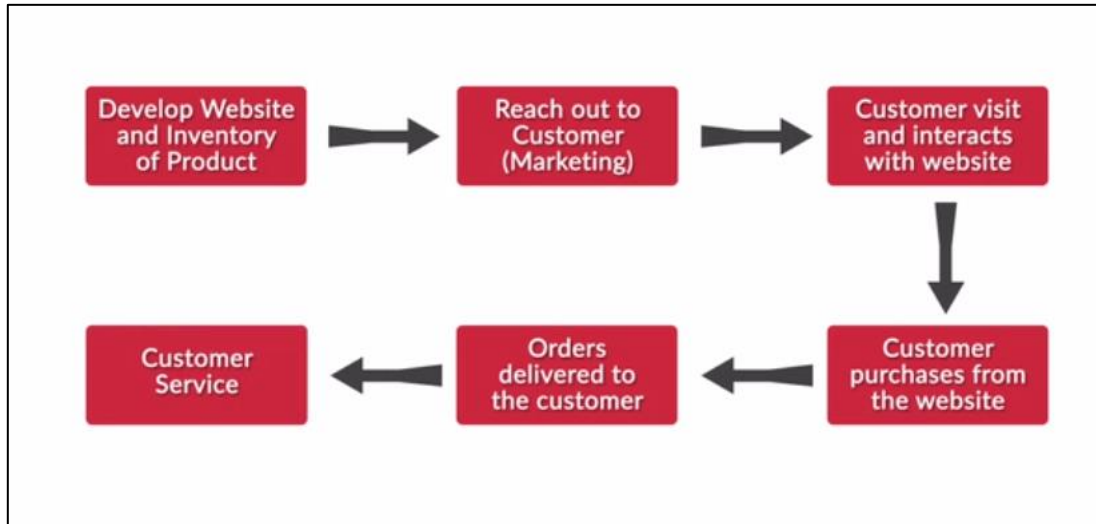 Develop Website
and Inventory
of Product
Reach out to
Customer
(Marketing)
Customer visit
and interacts
with website
Customer
purchases from
the website
Orders
delivered to
the customer
Customer
Service